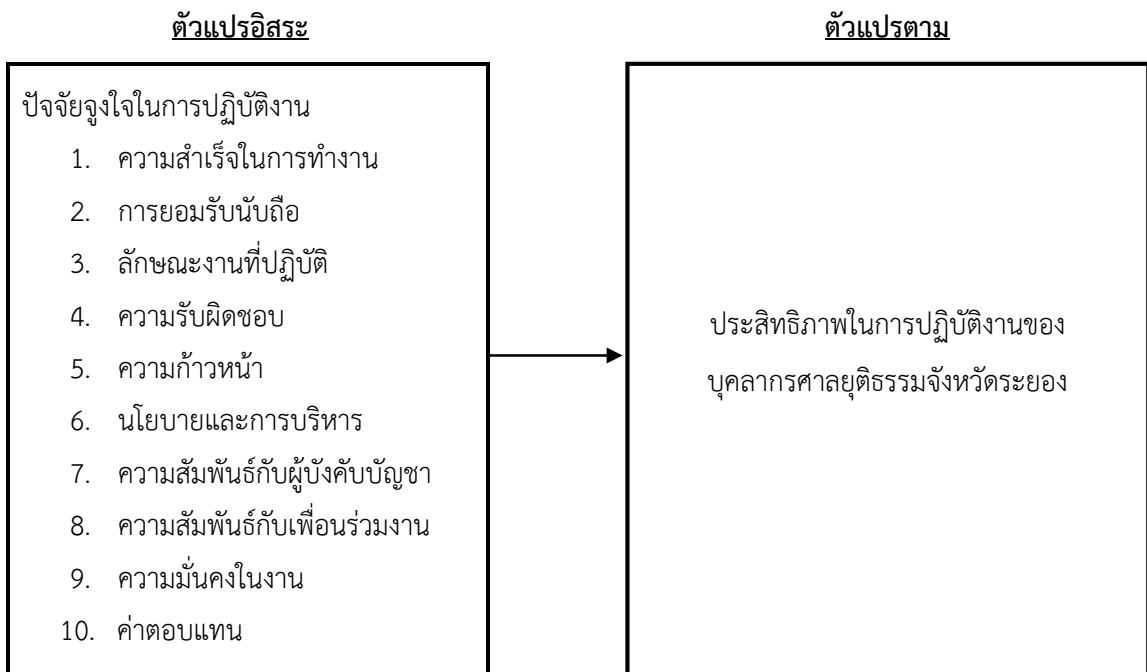 ตัวแปรอิสระ
ตัวแปรตาม
ปัจจัยจูงใจในการปฏิบัติงาน
1. ความสำเร็จในการทำงาน
2. การยอมรับนับถือ
3. ลักษณะงานที่ปฏิบัติ
4. ความรับผิดชอบ
5. ความก้าวหน้า
6. นโยบายและการบริหาร
7. ความสัมพันธ์กับผู้บังคับบัญชา
8. ความสัมพันธ์กับเพื่อนร่วมงาน
9. ความมั่นคงในงาน
10. ค่าตอบแทน
ประสิทธิภาพในการปฏิบัติงานของ
บุคลากรศาลยุติธรรมจังหวัดระยอง